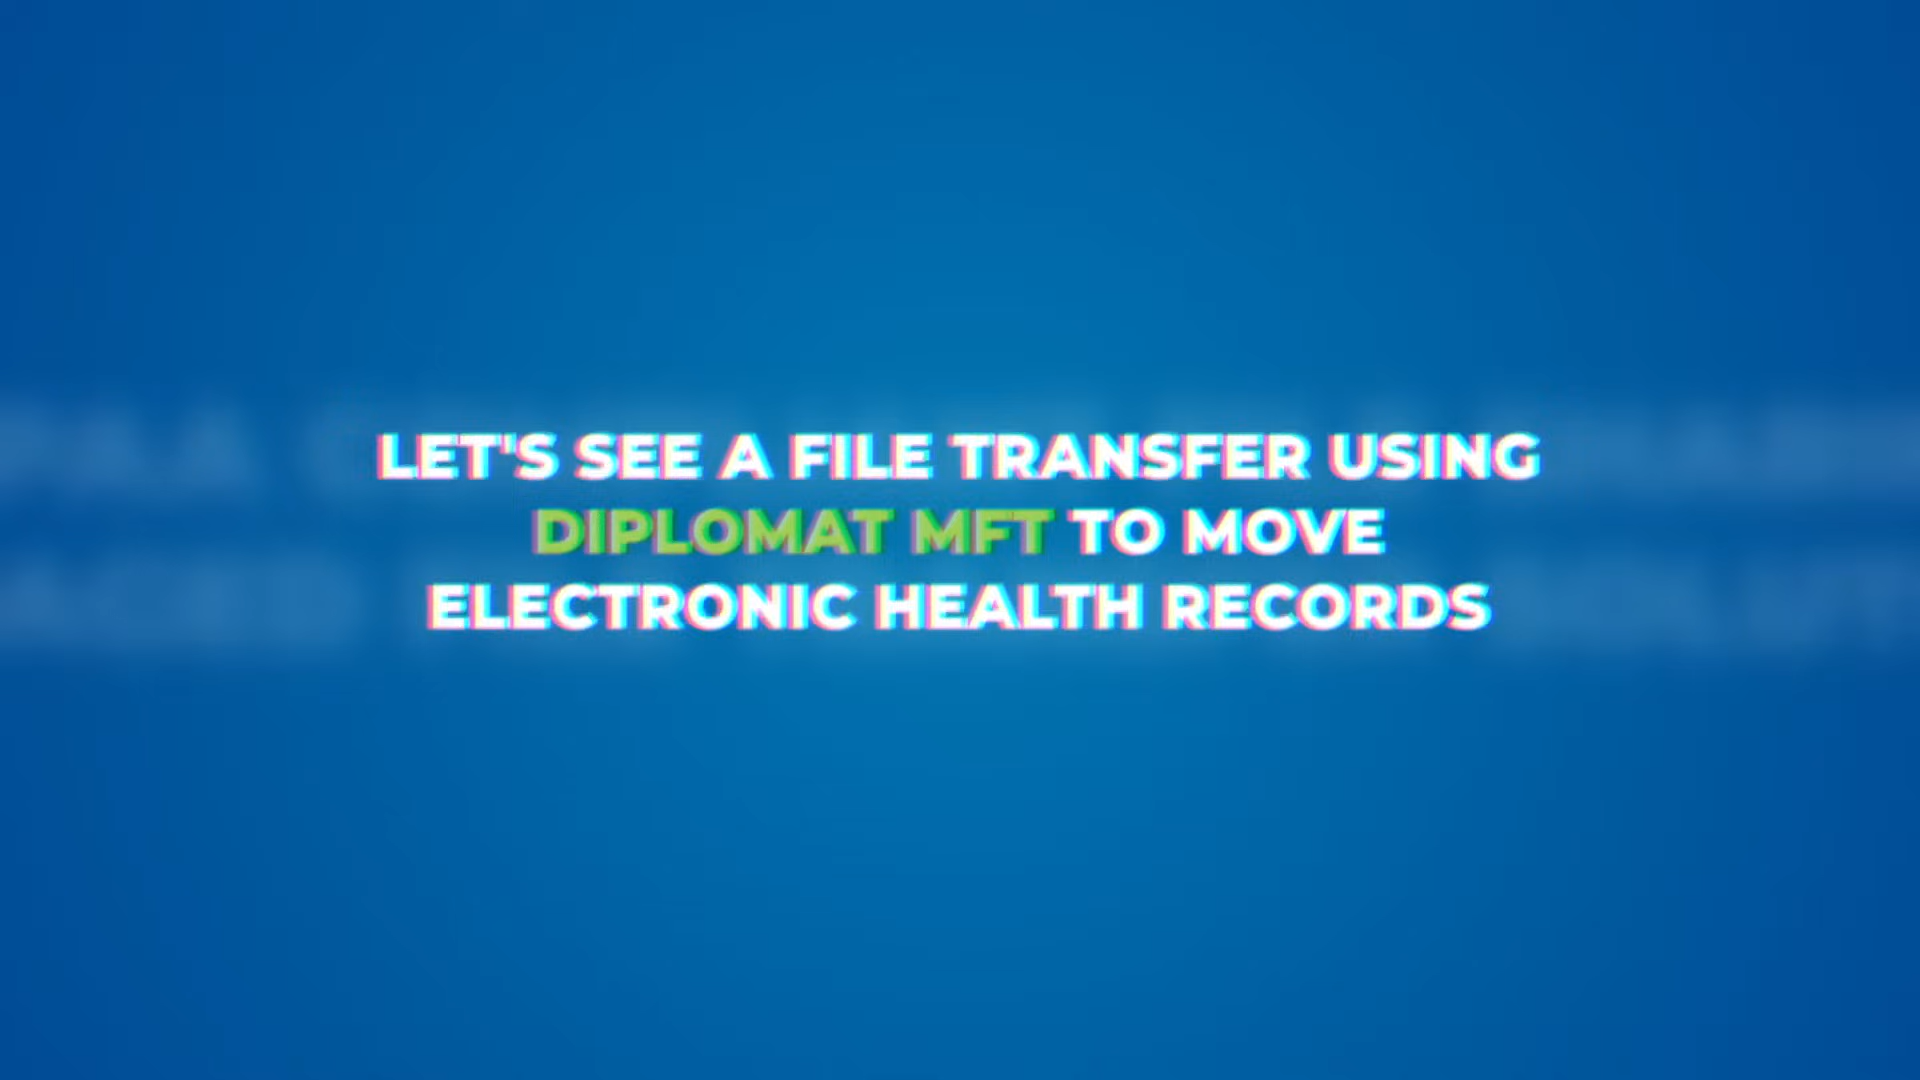 LET'S SEE A FILE TRANSFER USING
DIPLOMAT MFT TO MOVE
ELECTRONIC HEALTH RECORDS